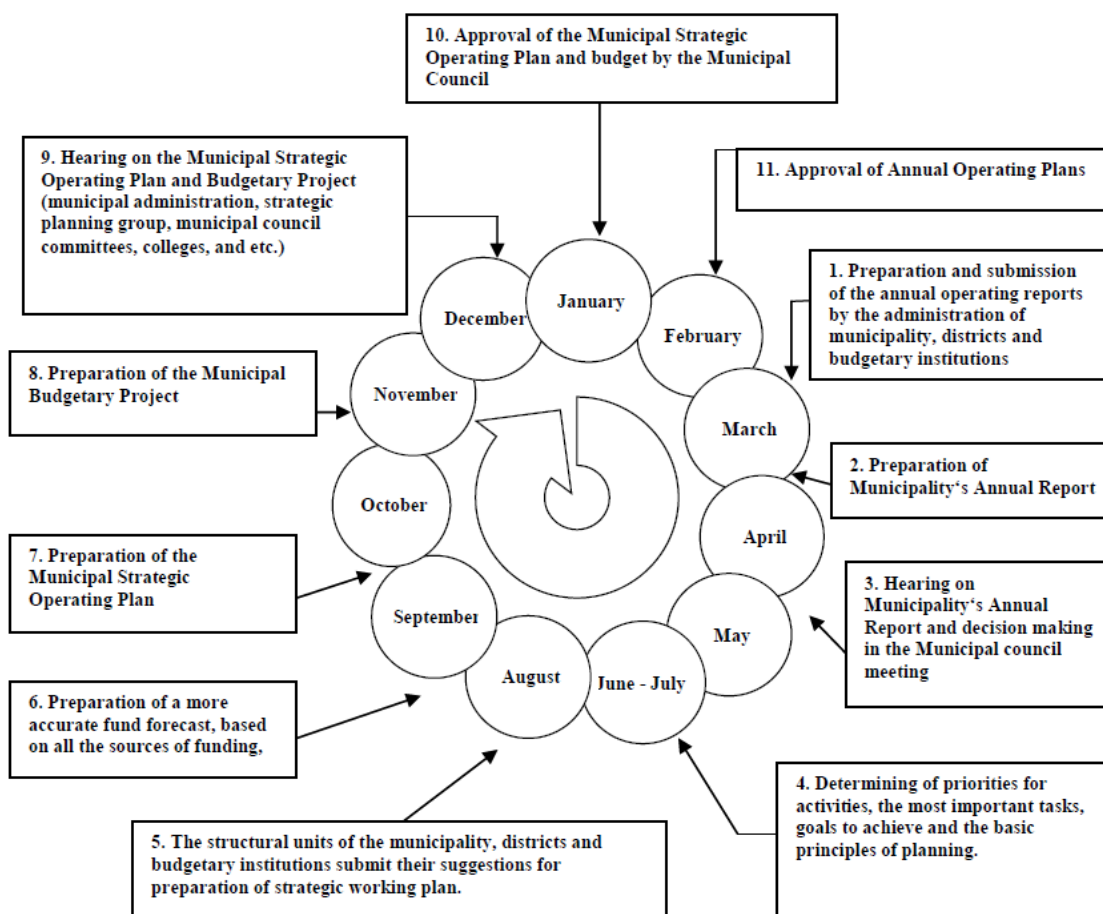 10. Approval of the Municipal Strategic
Operating Plan and budget by the Municipal
Council
9. Hearing on the Municipal Strategic
Operating Plan and Budgetary Project
(municipal administration, strategic
planning group, municipal council
committees, colleges, and etc.)
11. Approval of Annual Operating Plans
1. Preparation and submission
of the annual operating reports
by the administration of
municipality, districts and
budgetary institutions
8. Preparation of the Municipal
Budgetary Project
2. Preparation of
Municipality‘s Annual Report
7. Preparation of the
Municipal Strategic
Operating Plan
3. Hearing on
Municipality‘s Annual
Report and decision making
in the Municipal council
meeting
6. Preparation of a more
accurate fund forecast, based
on all the sources of funding,
4. Determining of priorities for
activities, the most important tasks,
goals to achieve and the basic
principles of planning.
5. The structural units of the municipality, districts and
budgetary institutions submit their suggestions for
preparation of strategic working plan.
January
February
March
April
May
June - July
August
September
October
November
December